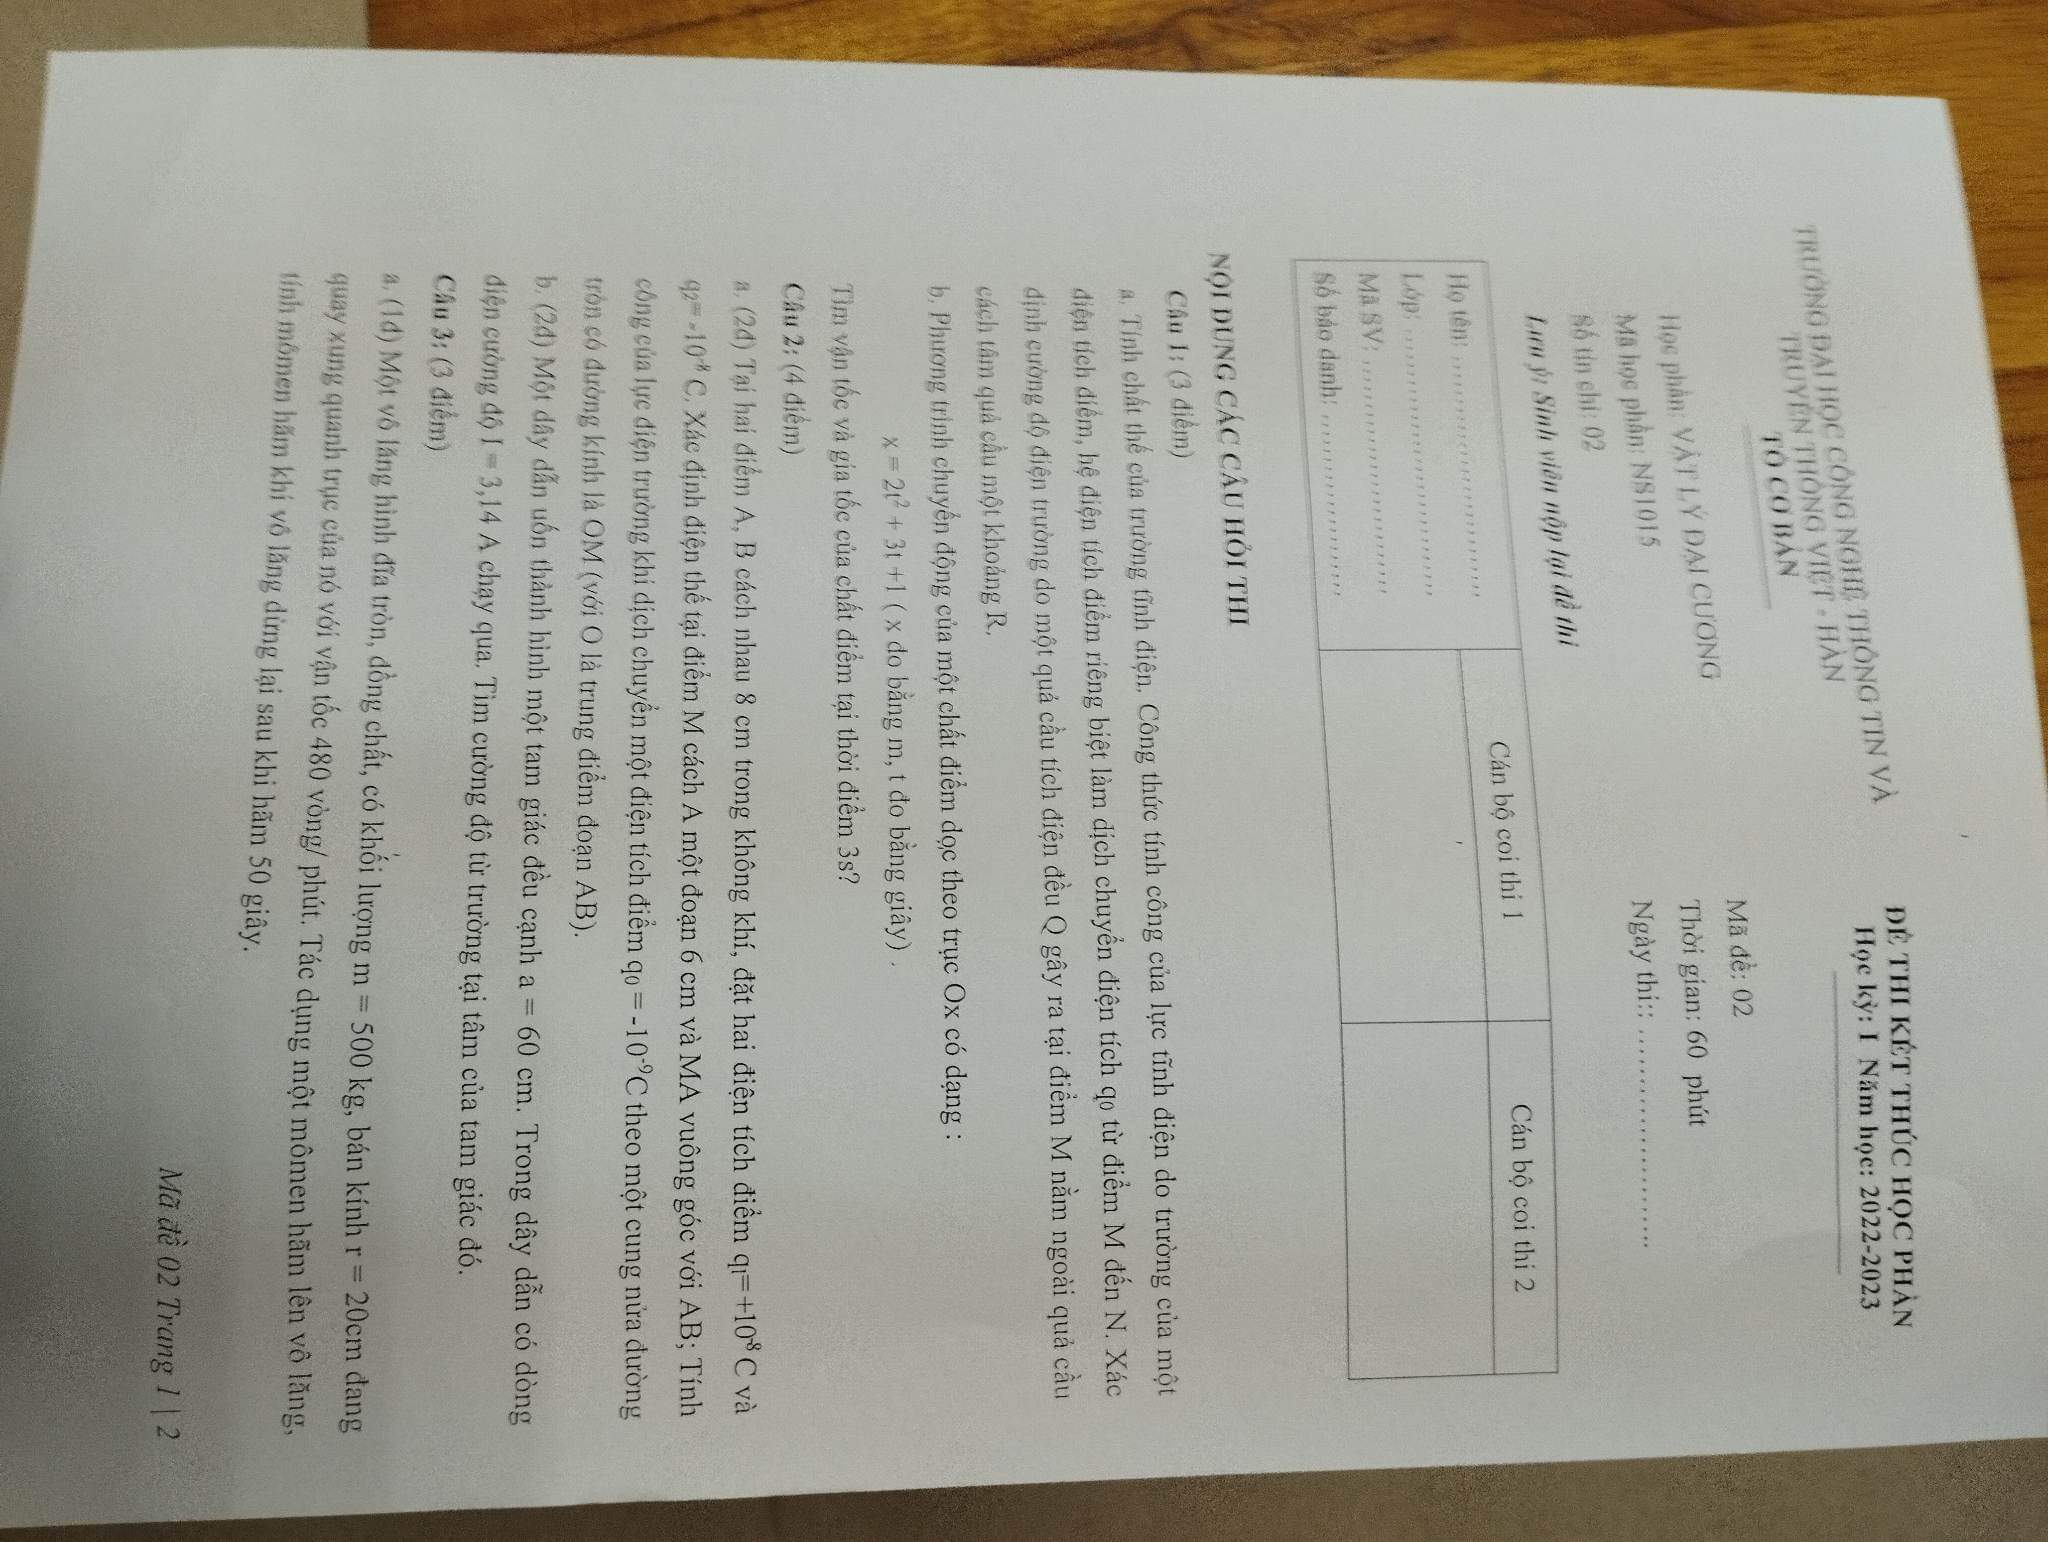 TRƯỜNG ĐẠI HỌC CÔNG NGHỆ THÔNG TIN VÀ
TRUYỀN THÔNG VIỆT - HÀN
TỔ CƠ BẢN
ĐỀ THI KẾT THÚC HỌC PHẦN
Học kỳ: I Năm học: 2022-2023
Học phần: VẬT LÝ ĐẠI CƯƠNG
Mã học phần: NS1015
Số tín chỉ: 02
Mã đề: 02
Thời gian: 60 phút
Ngày thi:: ..............................
Lưu ý: Sinh viên nộp lại đề thi
Họ tên: ..............................
Lớp: ..............................
Mã SV: ..............................
Số báo danh: ..............................
Cán bộ coi thi 1
Cán bộ coi thi 2
NỘI DUNG CÁC CÂU HỎI THI
Câu 1: (3 điểm)
a. Tính chất thế của trường tĩnh điện. Công thức tính công của lực tĩnh điện do trường của một
điện tích điểm, hệ điện tích điểm riêng biệt làm dịch chuyển điện tích q₀ từ điểm M đến N. Xác
định cường độ điện trường do một quả cầu tích điện đều Q gây ra tại điểm M nằm ngoài quả cầu
cách tâm quả cầu một khoảng R.
b. Phương trình chuyển động của một chất điểm dọc theo trục Ox có dạng :
x = 2t² + 3t +1 ( x đo bằng m, t đo bằng giây) .
Tìm vận tốc và gia tốc của chất điểm tại thời điểm 3s?
Câu 2: (4 điểm)
a. (2đ) Tại hai điểm A, B cách nhau 8 cm trong không khí, đặt hai điện tích điểm q₁=+10⁻⁸ C và
q₂= -10⁻⁸ C. Xác định điện thế tại điểm M cách A một đoạn 6 cm và MA vuông góc với AB; Tính
công của lực điện trường khi dịch chuyển một điện tích điểm q₀ = - 10⁻⁹C theo một cung nửa đường
tròn có đường kính là OM (với O là trung điểm đoạn AB).
b. (2đ) Một dây dẫn uốn thành hình một tam giác đều cạnh a = 60 cm. Trong dây dẫn có dòng
điện cường độ I = 3,14 A chạy qua. Tìm cường độ từ trường tại tâm của tam giác đó.
Câu 3: (3 điểm)
a. (1đ) Một vô lăng hình đĩa tròn, đồng chất, có khối lượng m = 500 kg, bán kính r = 20cm đang
quay xung quanh trục của nó với vận tốc 480 vòng/ phút. Tác dụng một mômen hãm lên vô lăng,
tính mômen hãm khi vô lăng dừng lại sau khi hãm 50 giây.
Mã đề 02 Trang 1 | 2